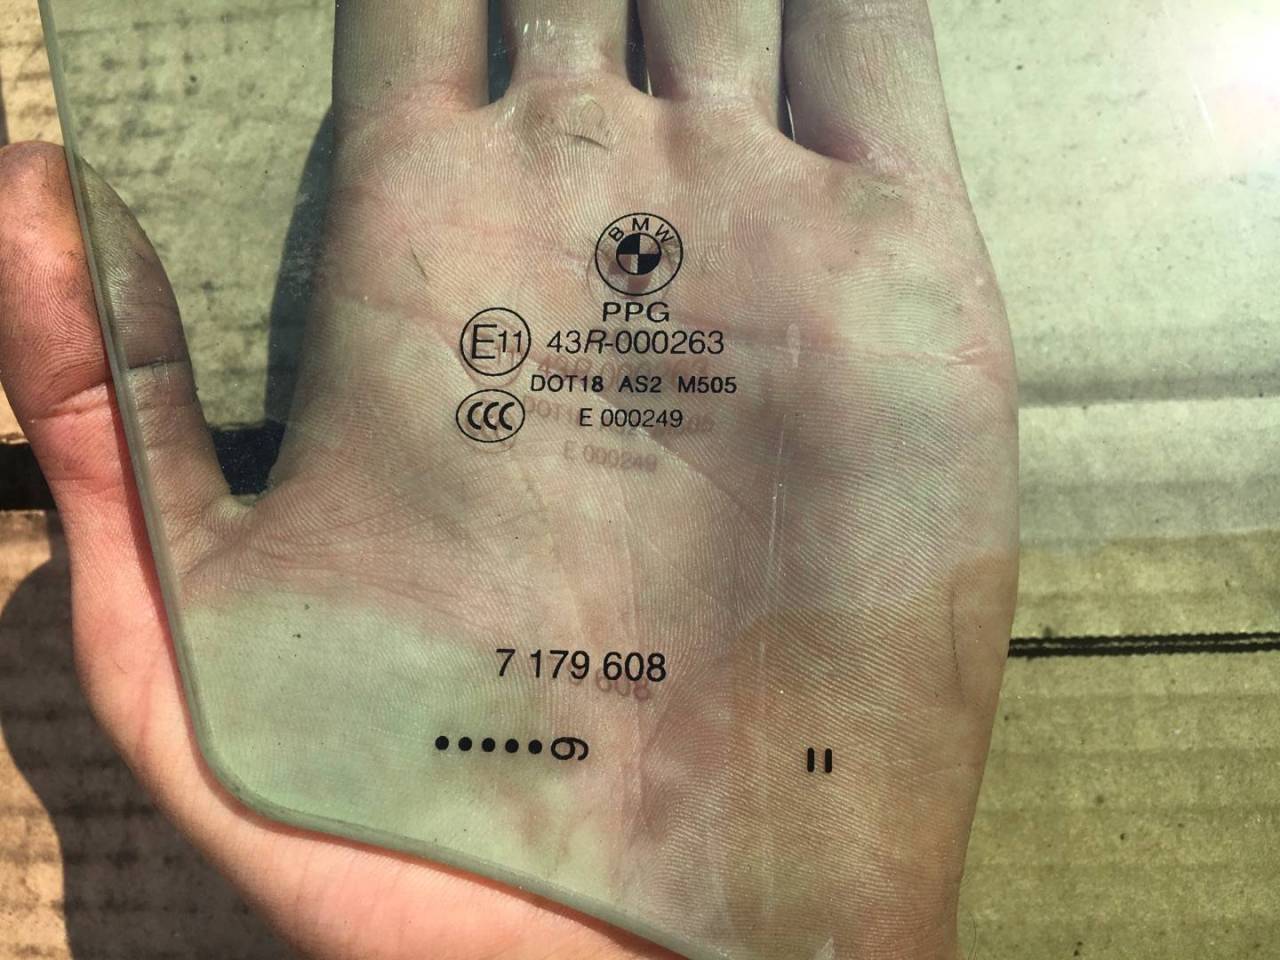 BMW
PPG
E11 43R-000263
DOT18 AS2 M505
CCC E 000249
7 179 608
•••••9 II